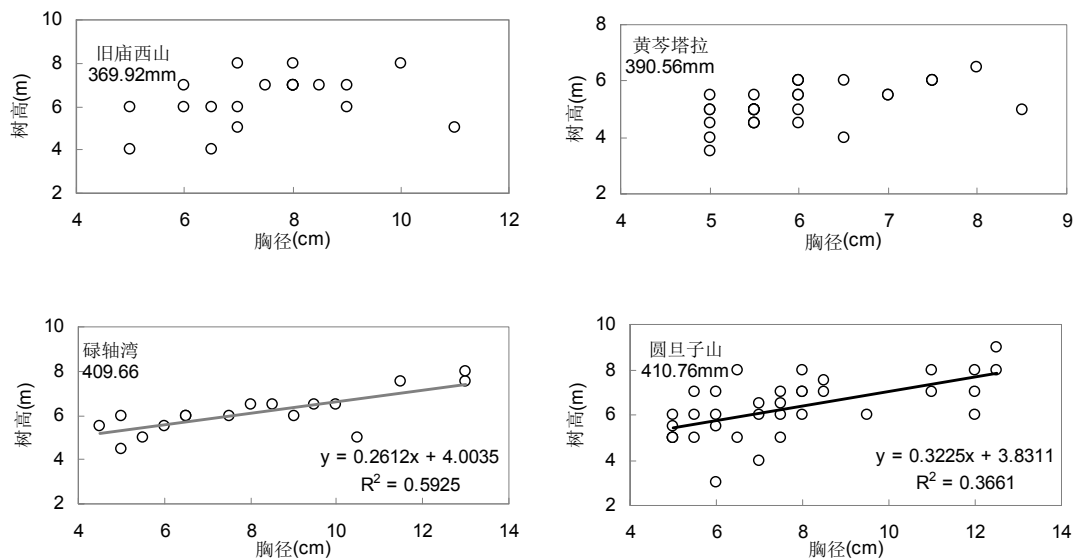 旧庙西山
369.92mm
树高(m)
10
8
6
4
2
4 6 8 10 12
胸径(cm)
黄芩塔拉
390.56mm
树高(m)
8
6
4
2
4 5 6 7 8 9
胸径(cm)
碌轴湾
409.66
树高(m)
10
8
6
4
2
y = 0.2612x + 4.0035
R² = 0.5925
4 6 8 10 12 14
胸径(cm)
圆旦子山
410.76mm
树高(m)
10
8
6
4
2
y = 0.3225x + 3.8311
R² = 0.3661
4 6 8 10 12 14
胸径(cm)